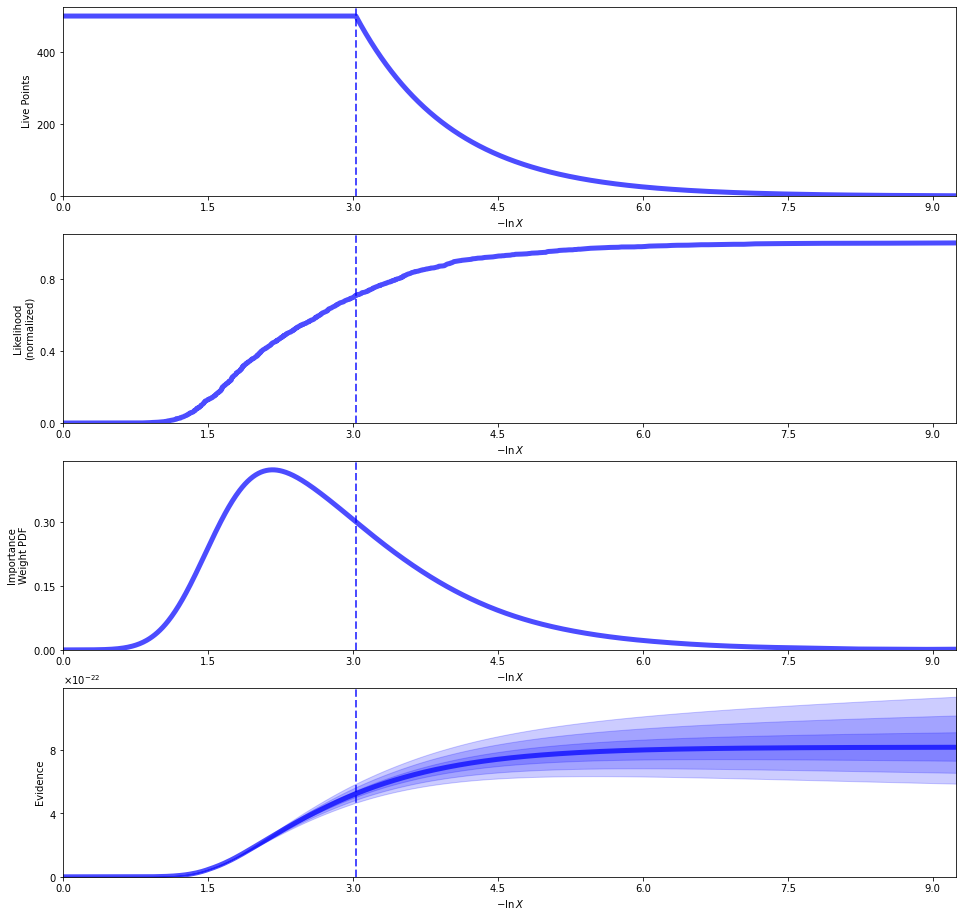 400
200
0
Live Points
0.0 1.5 3.0 4.5 6.0 7.5 9.0
−ln X
0.8
0.4
0.0
Likelihood
(normalized)
0.0 1.5 3.0 4.5 6.0 7.5 9.0
−ln X
0.30
0.15
0.00
Importance
Weight PDF
0.0 1.5 3.0 4.5 6.0 7.5 9.0
−ln X
×10⁻²²
8
4
0
Evidence
0.0 1.5 3.0 4.5 6.0 7.5 9.0
−ln X